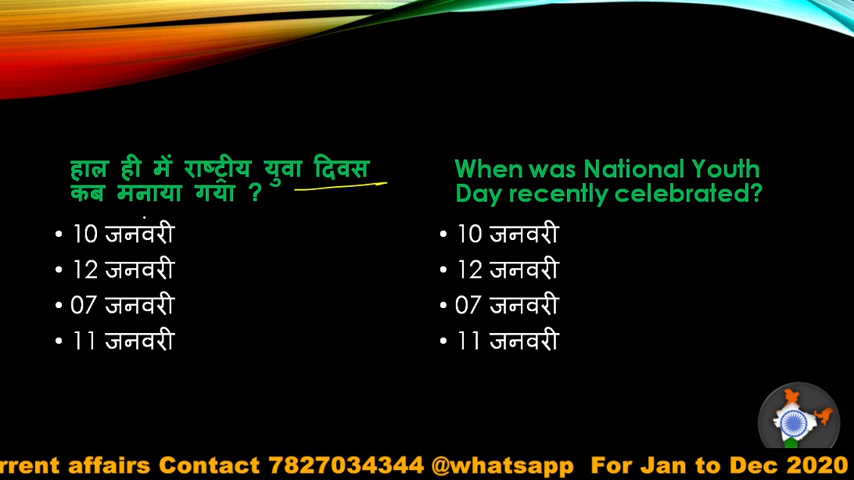 हाल ही में राष्ट्रीय युवा दिवस
कब मनाया गया ?
• 10 जनवरी
• 12 जनवरी
• 07 जनवरी
• 11 जनवरी
When was National Youth
Day recently celebrated?
• 10 जनवरी
• 12 जनवरी
• 07 जनवरी
• 11 जनवरी
rrent affairs Contact 7827034344 @whatsapp For Jan to Dec 2020